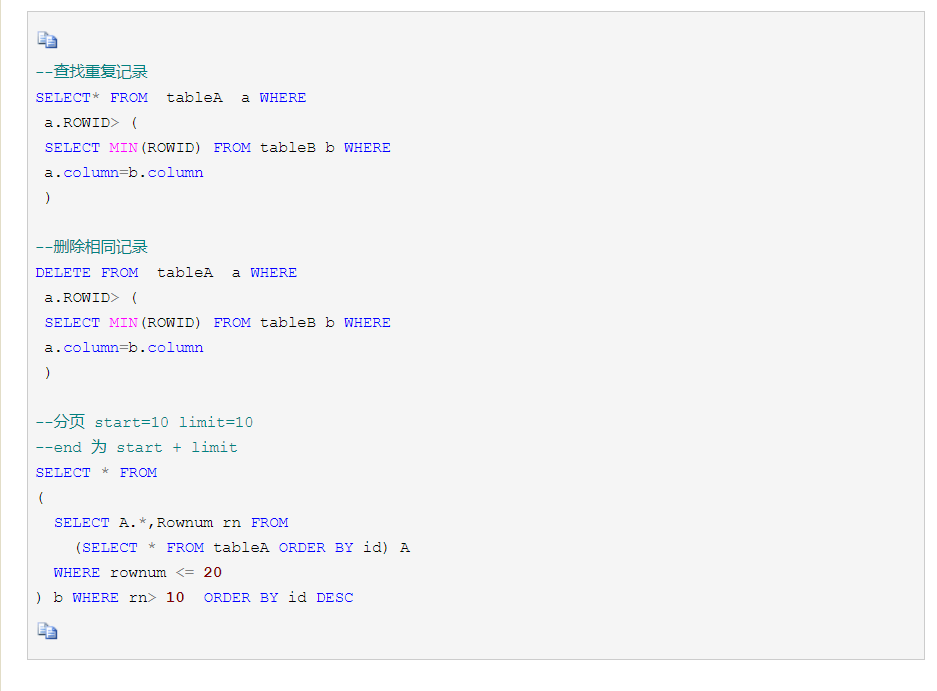 --查找重复记录
SELECT* FROM  tableA  a WHERE
 a.ROWID> (
 SELECT MIN(ROWID) FROM tableB b WHERE
 a.column=b.column
 )
--删除相同记录
DELETE FROM  tableA  a WHERE
 a.ROWID> (
 SELECT MIN(ROWID) FROM tableB b WHERE
 a.column=b.column
 )
--分页 start=10 limit=10
--end 为 start + limit
SELECT * FROM
(
  SELECT A.*,Rownum rn FROM
    (SELECT * FROM tableA ORDER BY id) A
  WHERE rownum <= 20
) b WHERE rn> 10  ORDER BY id DESC